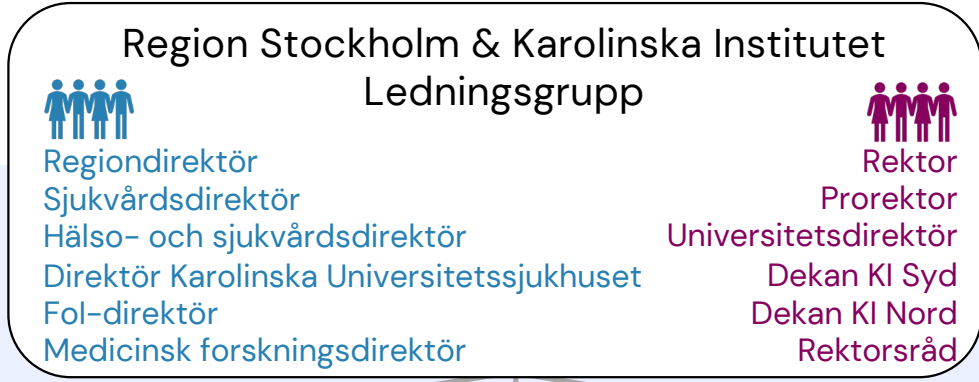 Region Stockholm & Karolinska Institutet
Ledningsgrupp
Regiondirektör
Sjukvårdsdirektör
Hälso- och sjukvårdsdirektör
Direktör Karolinska Universitetssjukhuset
FoI-direktör
Medicinsk forskningsdirektör
Rektor
Prorektor
Universitetsdirektör
Dekan KI Syd
Dekan KI Nord
Rektorsråd